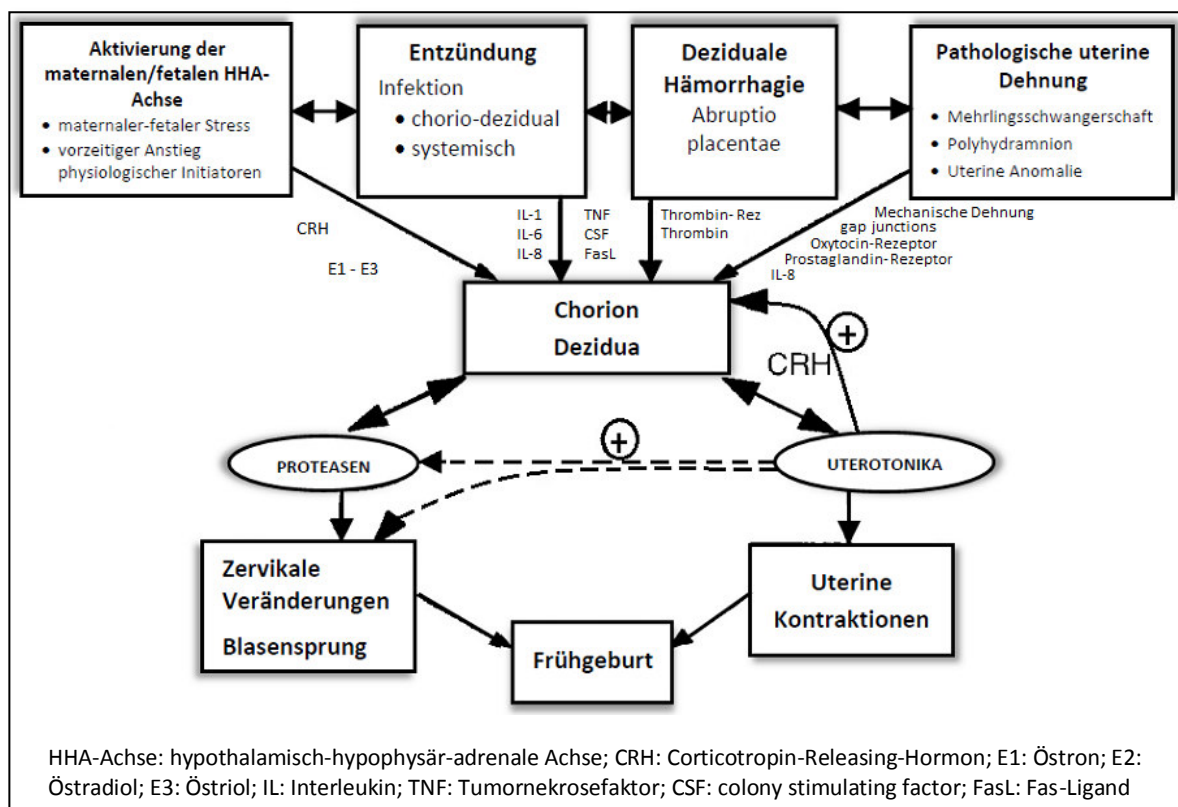 Aktivierung der
maternalen/fetalen HHA-
Achse
• maternaler-fetaler Stress
• vorzeitiger Anstieg
physiologischer Initiatoren
Entzündung
Infektion
• chorio-dezidual
• systemisch
Deziduale
Hämorrhagie
Abruptio
placentae
Pathologische uterine
Dehnung
• Mehrlingsschwangerschaft
• Polyhydramnion
• Uterine Anomalie
CRH
E1 - E3
IL-1
IL-6
IL-8
TNF
CSF
FasL
Thrombin- Rez
Thrombin
Mechanische Dehnung
gap junctions
Oxytocin-Rezeptor
Prostaglandin-Rezeptor
IL-8
Chorion
Dezidua
+
CRH
+
PROTEASEN
UTEROTONIKA
Zervikale
Veränderungen
Blasensprung
Uterine
Kontraktionen
Frühgeburt
HHA-Achse: hypothalamisch-hypophysär-adrenale Achse; CRH: Corticotropin-Releasing-Hormon; E1: Östron; E2:
Östradiol; E3: Östriol; IL: Interleukin; TNF: Tumornekrosefaktor; CSF: colony stimulating factor; FasL: Fas-Ligand